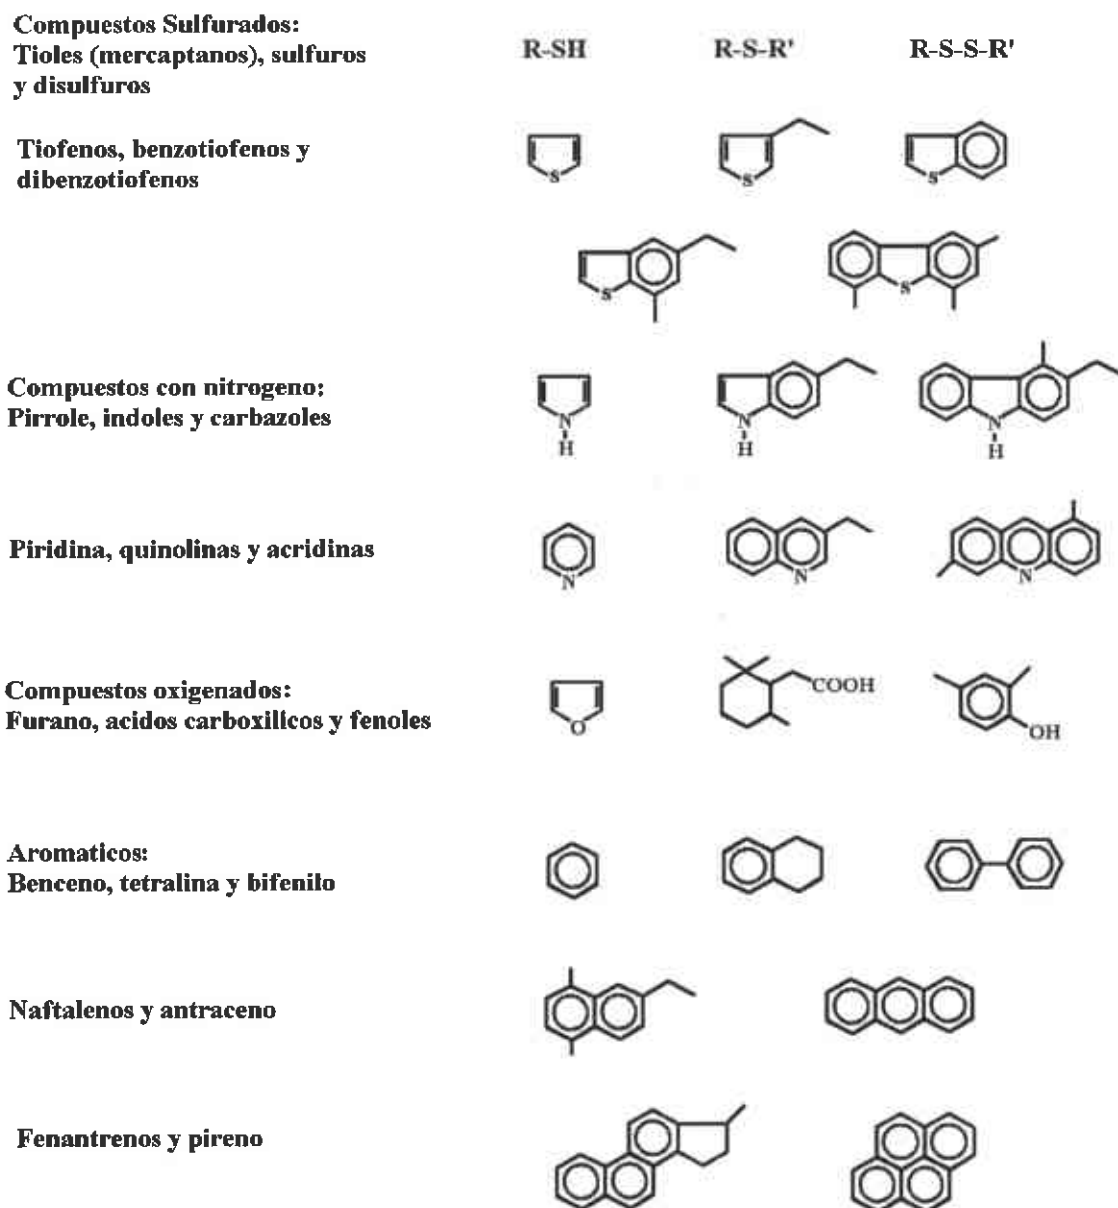 Compuestos Sulfurados:
Tioles (mercaptanos), sulfuros
y disulfuros
R-SH R-S-R' R-S-S-R'
Tiofenos, benzotiofenos y
dibenzotiofenos
S S S
S S
Compuestos con nitrogeno:
Pirrole, indoles y carbazoles
N N N
H H H
Piridina, quinolinas y acridinas
N N N
Compuestos oxigenados:
Furano, acidos carboxilicos y fenoles
COOH
O OH
Aromaticos:
Benceno, tetralina y bifenilo
Naftalenos y antraceno
Fenantrenos y pireno